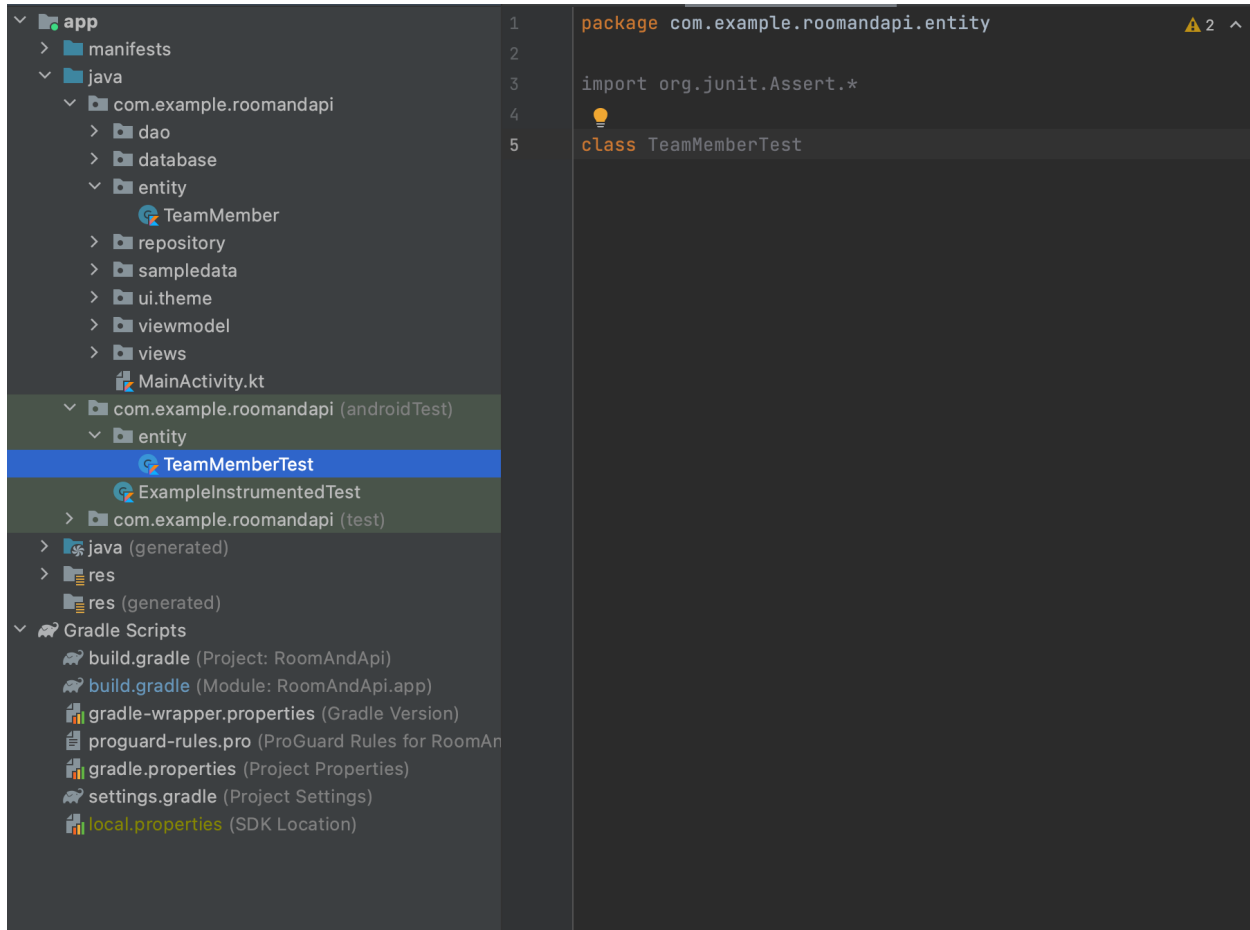 app
manifests
java
com.example.roomandapi
dao
database
entity
TeamMember
repository
sampledata
ui.theme
viewmodel
views
MainActivity.kt
com.example.roomandapi (androidTest)
entity
TeamMemberTest
ExampleInstrumentedTest
com.example.roomandapi (test)
java (generated)
res
res (generated)
Gradle Scripts
build.gradle (Project: RoomAndApi)
build.gradle (Module: RoomAndApi.app)
gradle-wrapper.properties (Gradle Version)
proguard-rules.pro (ProGuard Rules for RoomAn
gradle.properties (Project Properties)
settings.gradle (Project Settings)
local.properties (SDK Location)
1 package com.example.roomandapi.entity 2
2
3 import org.junit.Assert.*
4
5 class TeamMemberTest